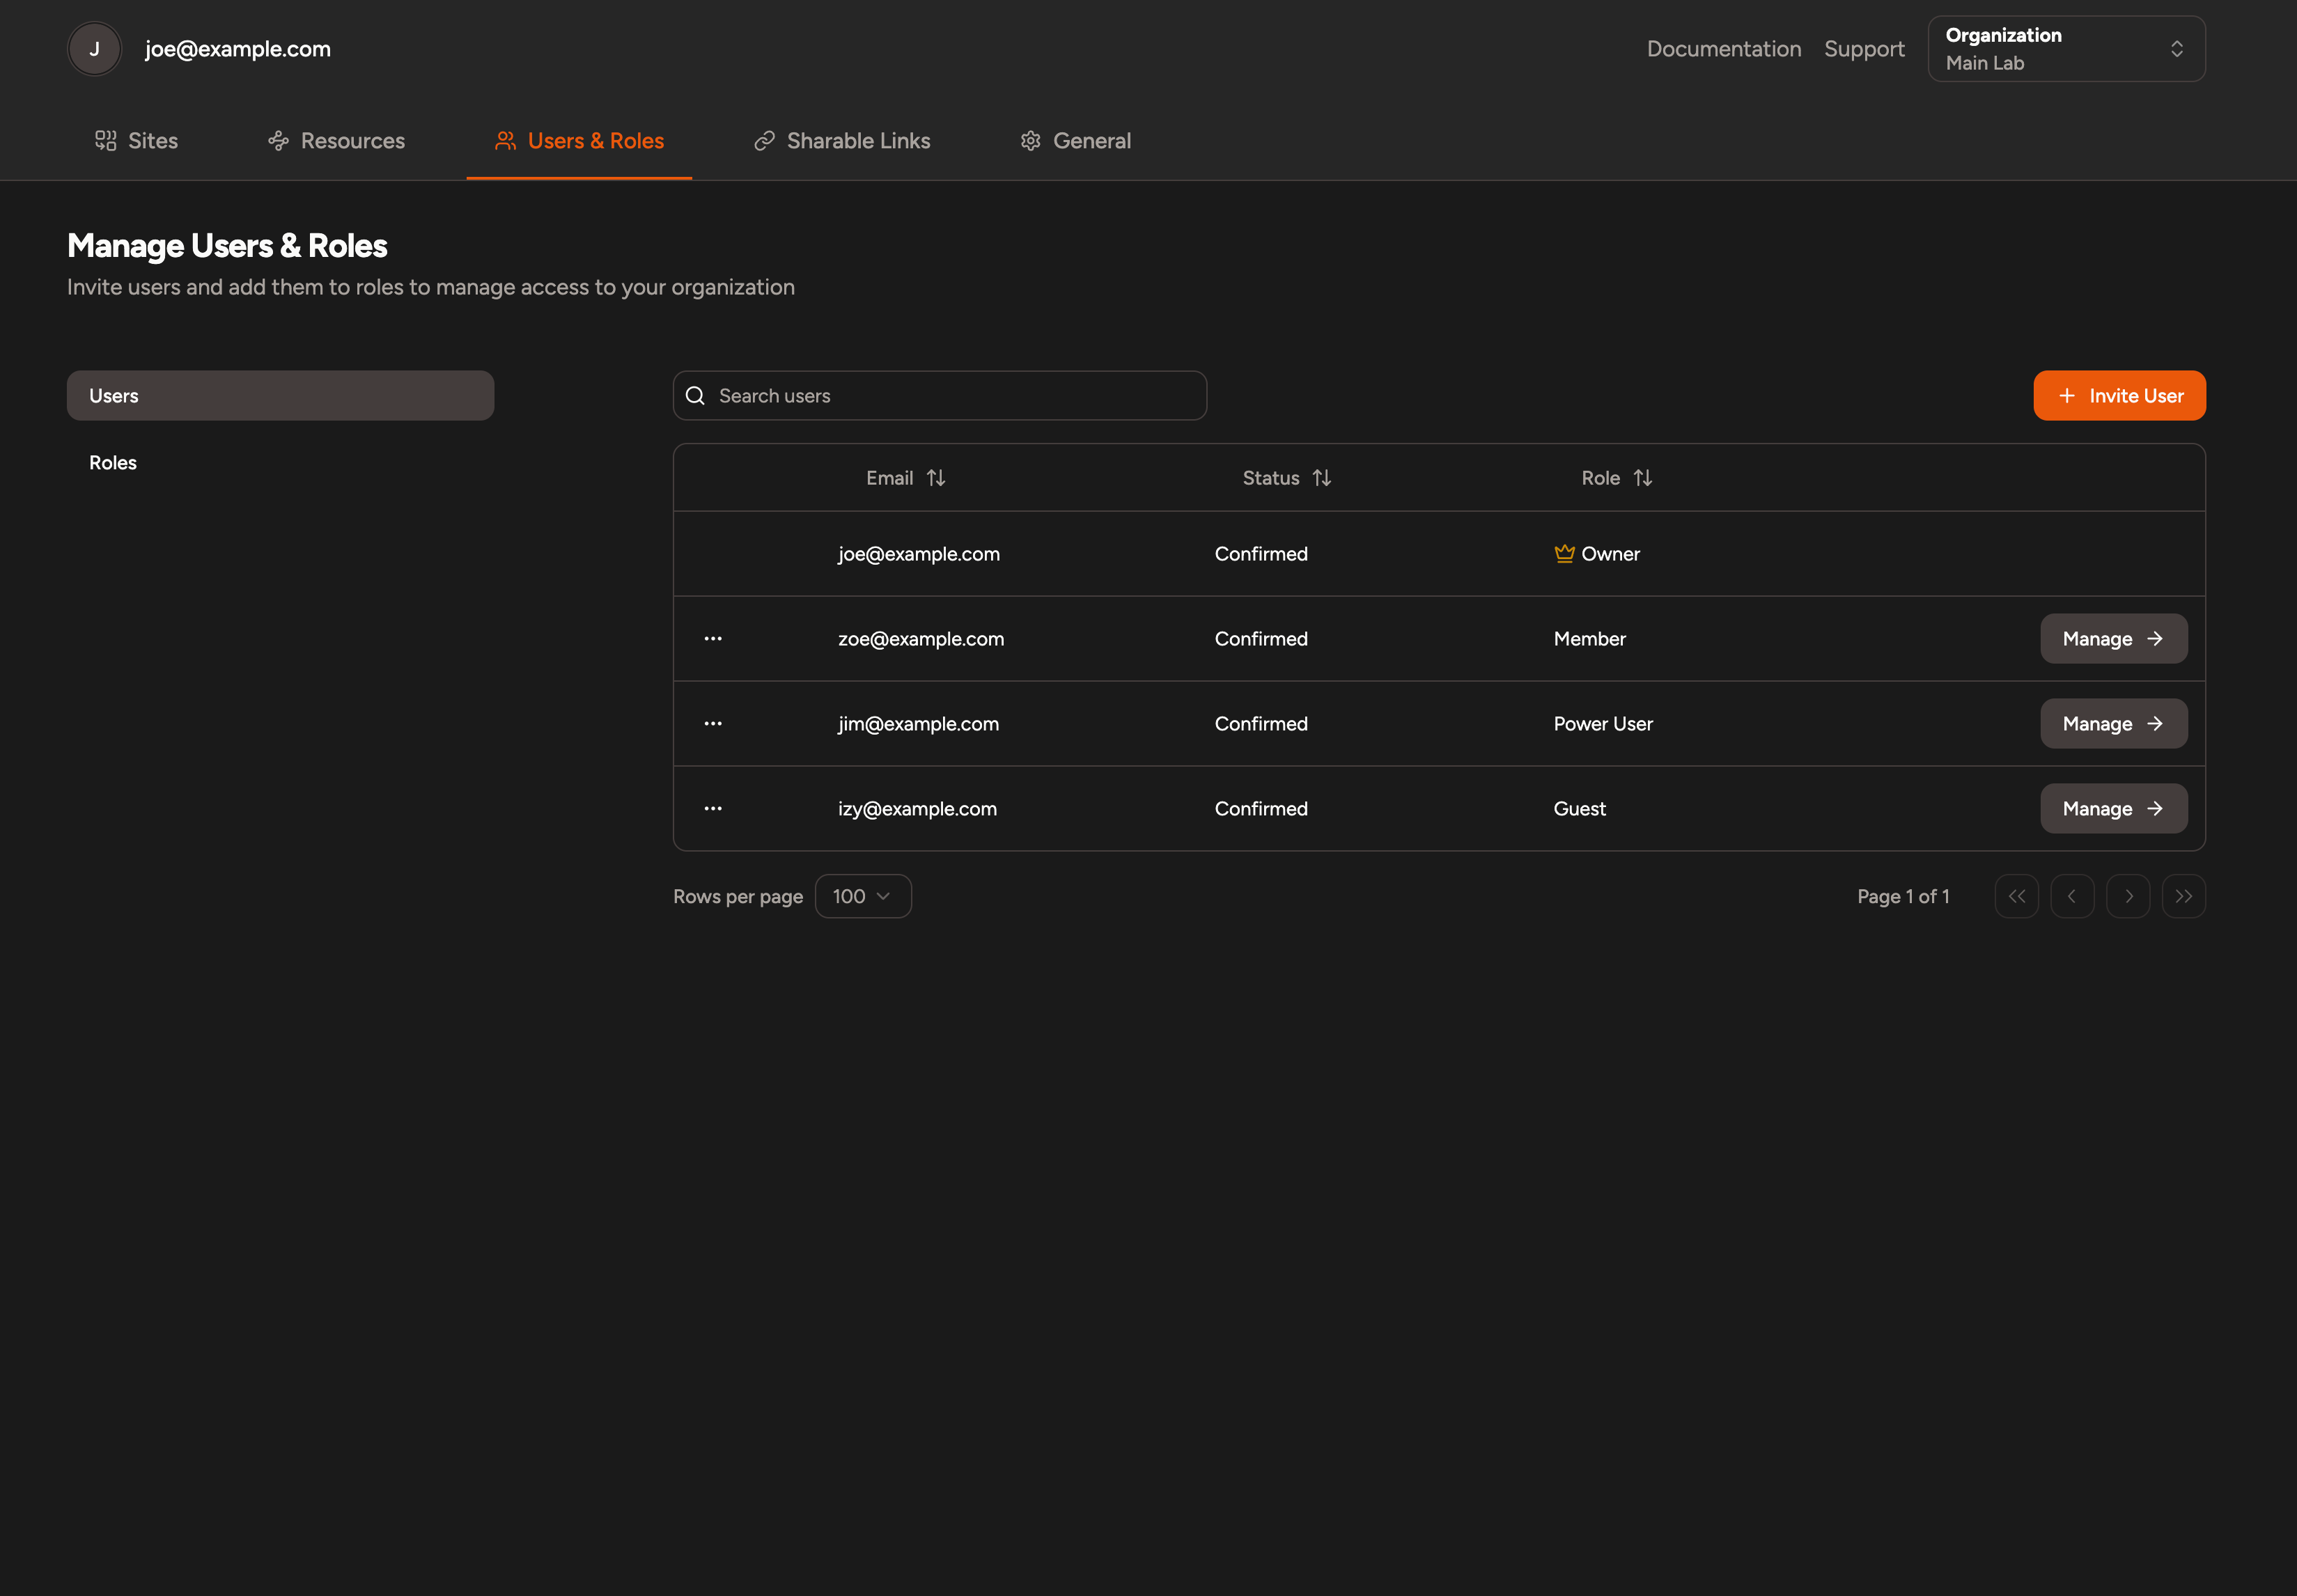 J joe@example.com Documentation Support Organization
Main Lab
Sites Resources Users & Roles Sharable Links General
Manage Users & Roles
Invite users and add them to roles to manage access to your organization
Users
Roles
Search users Invite User
Email Status Role
joe@example.com Confirmed Owner
zoe@example.com Confirmed Member Manage
jim@example.com Confirmed Power User Manage
izy@example.com Confirmed Guest Manage
Rows per page 100 Page 1 of 1